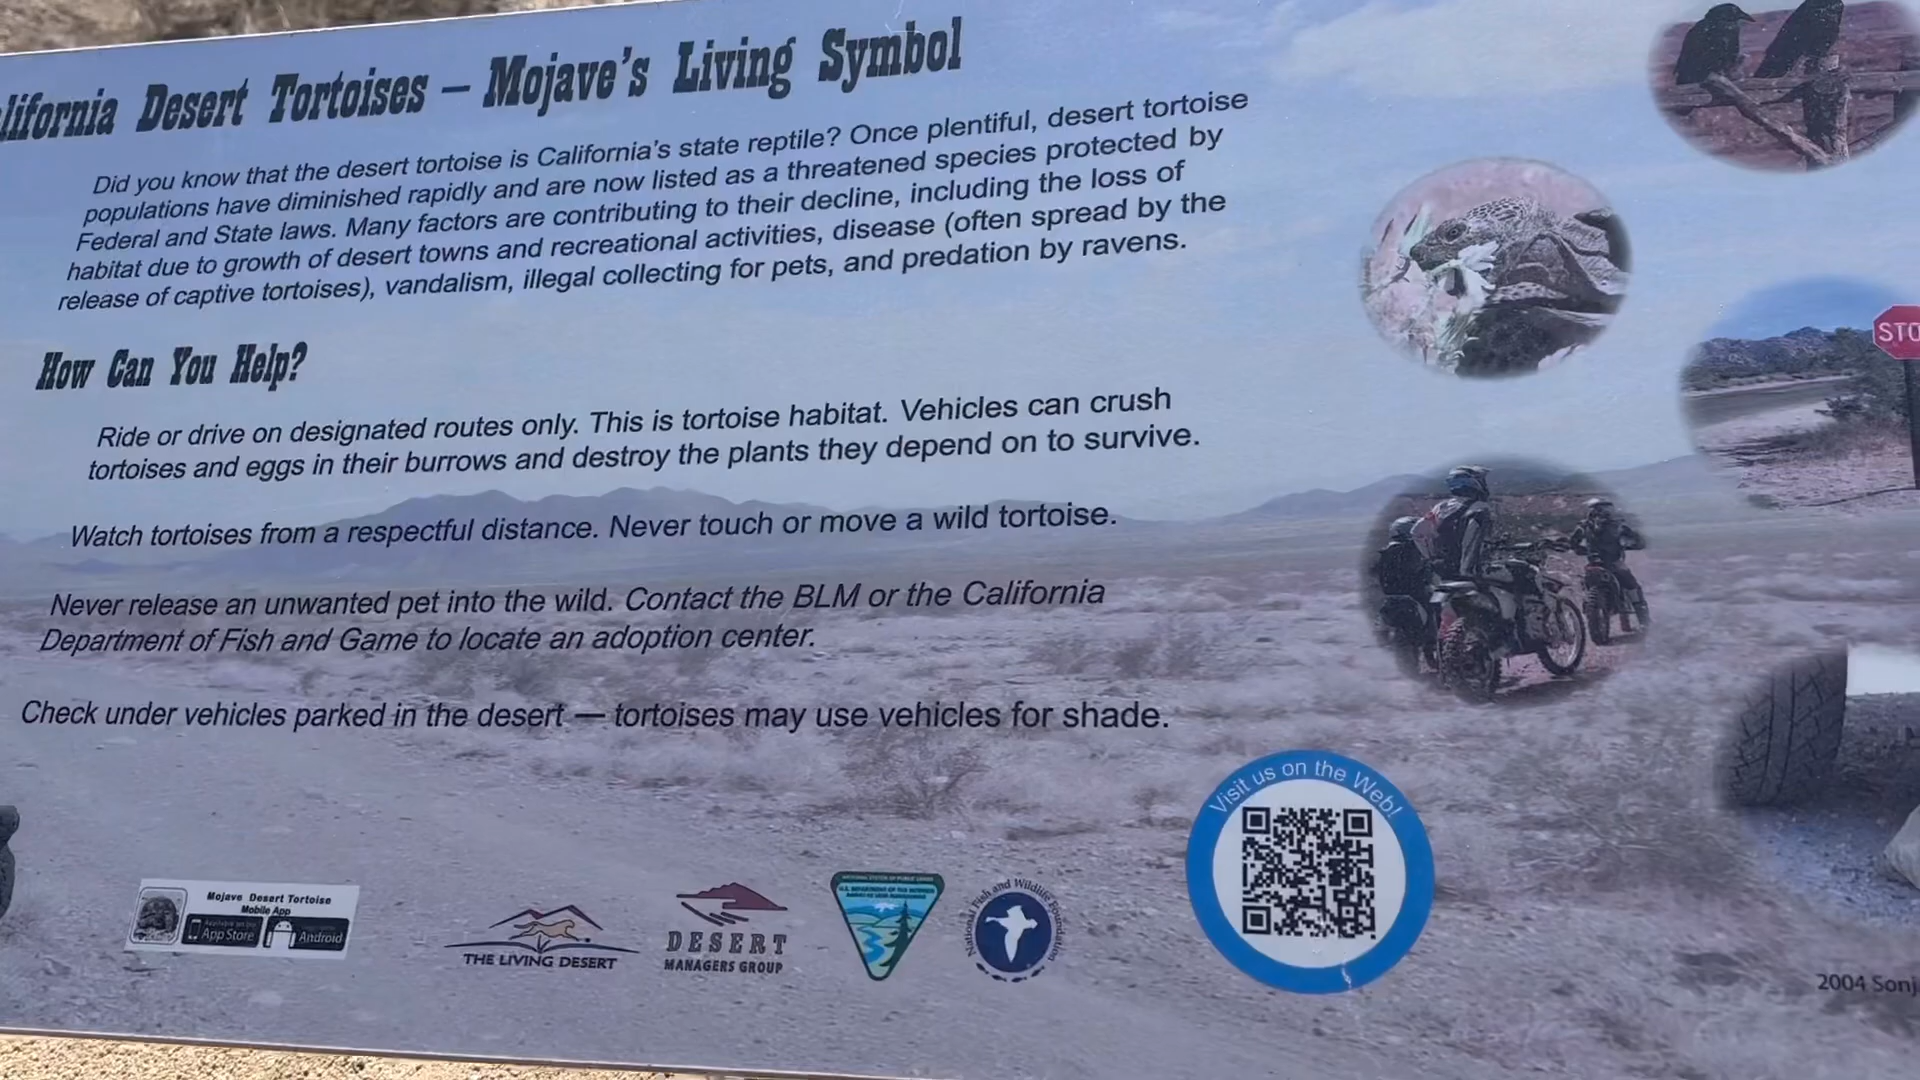 lifornia Desert Tortoises – Mojave's Living Symbol
Did you know that the desert tortoise is California's state reptile? Once plentiful, desert tortoise
populations have diminished rapidly and are now listed as a threatened species protected by
Federal and State laws. Many factors are contributing to their decline, including the loss of
habitat due to growth of desert towns and recreational activities, disease (often spread by the
release of captive tortoises), vandalism, illegal collecting for pets, and predation by ravens.
How Can You Help?
Ride or drive on designated routes only. This is tortoise habitat. Vehicles can crush
tortoises and eggs in their burrows and destroy the plants they depend on to survive.
Watch tortoises from a respectful distance. Never touch or move a wild tortoise.
Never release an unwanted pet into the wild. Contact the BLM or the California
Department of Fish and Game to locate an adoption center.
Check under vehicles parked in the desert — tortoises may use vehicles for shade.
STO
Visit us on the Web!
Mojave Desert Tortoise
Mobile App
App Store
Android
THE LIVING DESERT
DESERT
MANAGERS GROUP
NATIONAL SYSTEM OF PUBLIC LANDS
U.S. DEPARTMENT OF THE INTERIOR
BUREAU OF LAND MANAGEMENT
National Fish and Wildlife Foundation
2004 Sonj